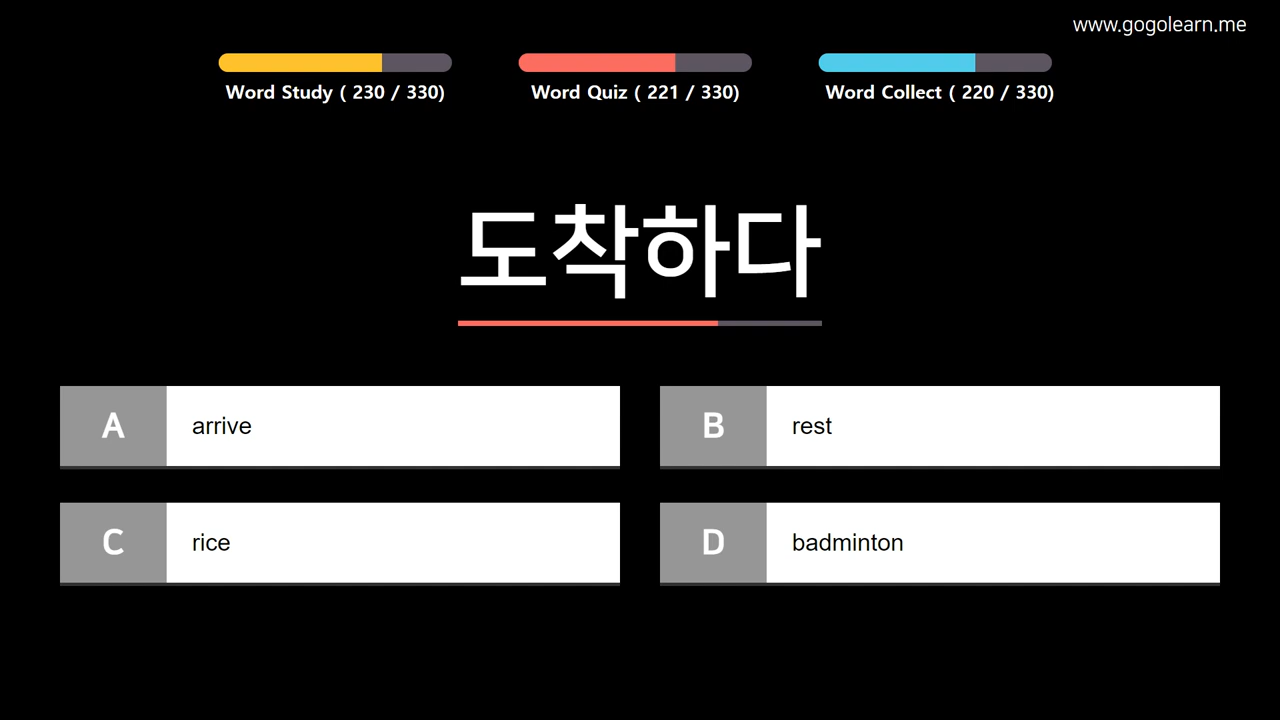 www.gogolearn.me
Word Study ( 230 / 330)
Word Quiz ( 221 / 330)
Word Collect ( 220 / 330)
도착하다
A arrive
B rest
C rice
D badminton